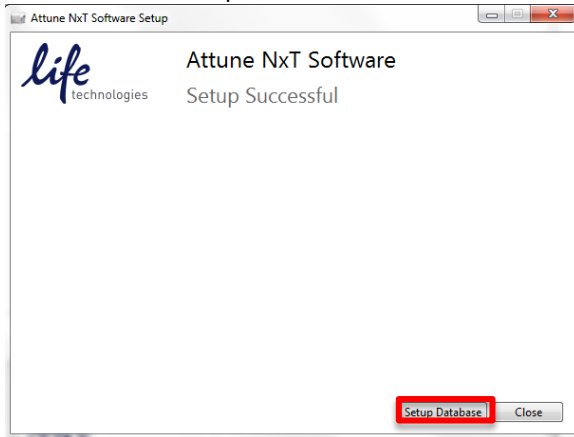 Attune NxT Software Setup
life
technologies
Attune NxT Software
Setup Successful
Setup Database
Close